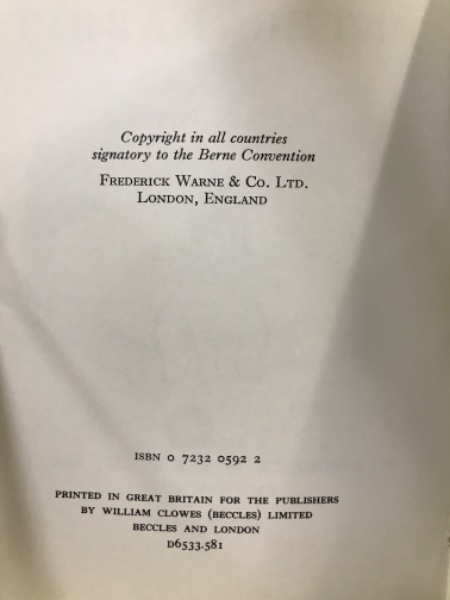 Copyright in all countries
signatory to the Berne Convention
FREDERICK WARNE & CO. LTD.
LONDON, ENGLAND
ISBN 0 7232 0592 2
PRINTED IN GREAT BRITAIN FOR THE PUBLISHERS
BY WILLIAM CLOWES (BECCLES) LIMITED
BECCLES AND LONDON
D6533.581